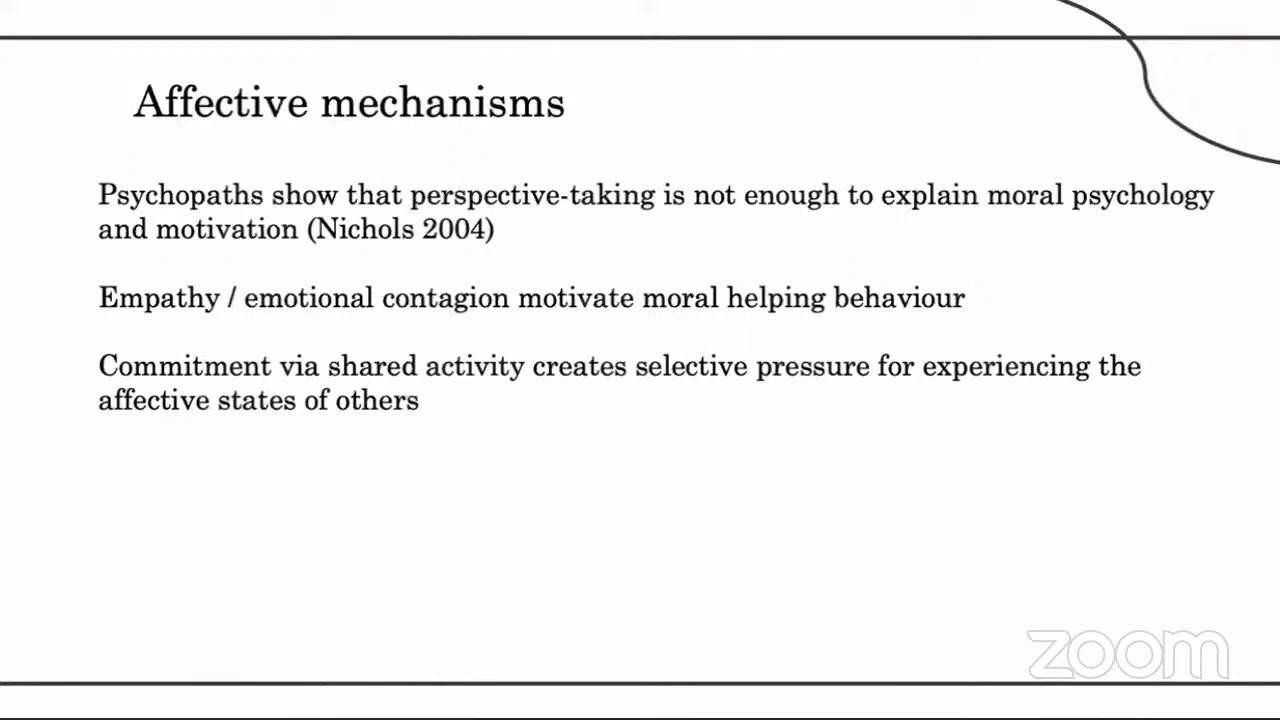 Affective mechanisms
Psychopaths show that perspective-taking is not enough to explain moral psychology
and motivation (Nichols 2004)
Empathy / emotional contagion motivate moral helping behaviour
Commitment via shared activity creates selective pressure for experiencing the
affective states of others
zoom